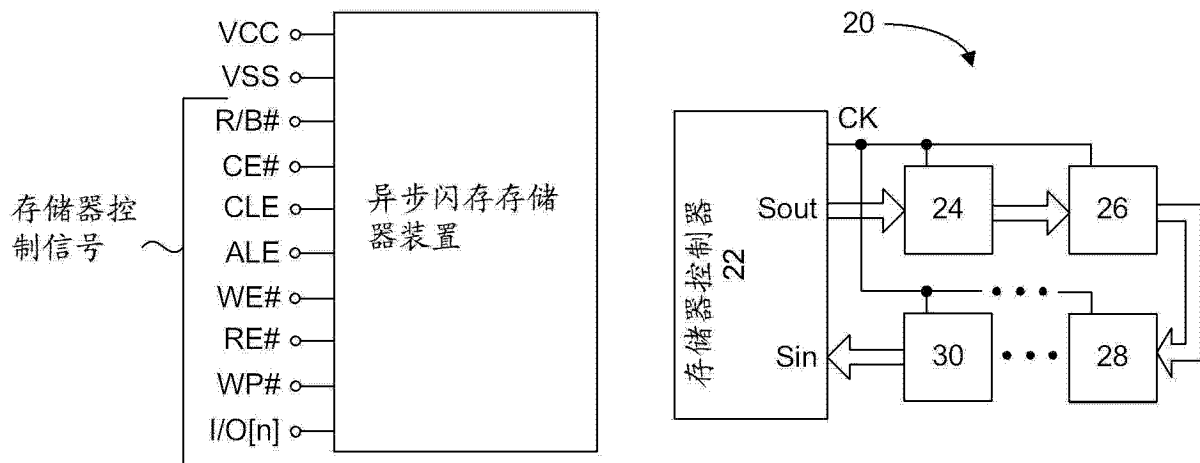 VCC
VSS
R/B#
CE#
CLE
ALE
WE#
RE#
WP#
I/O[n]
存储器控
制信号
异步闪存存储
器装置
20
CK
存储器控制器
22
Sout
Sin
24
26
30
28